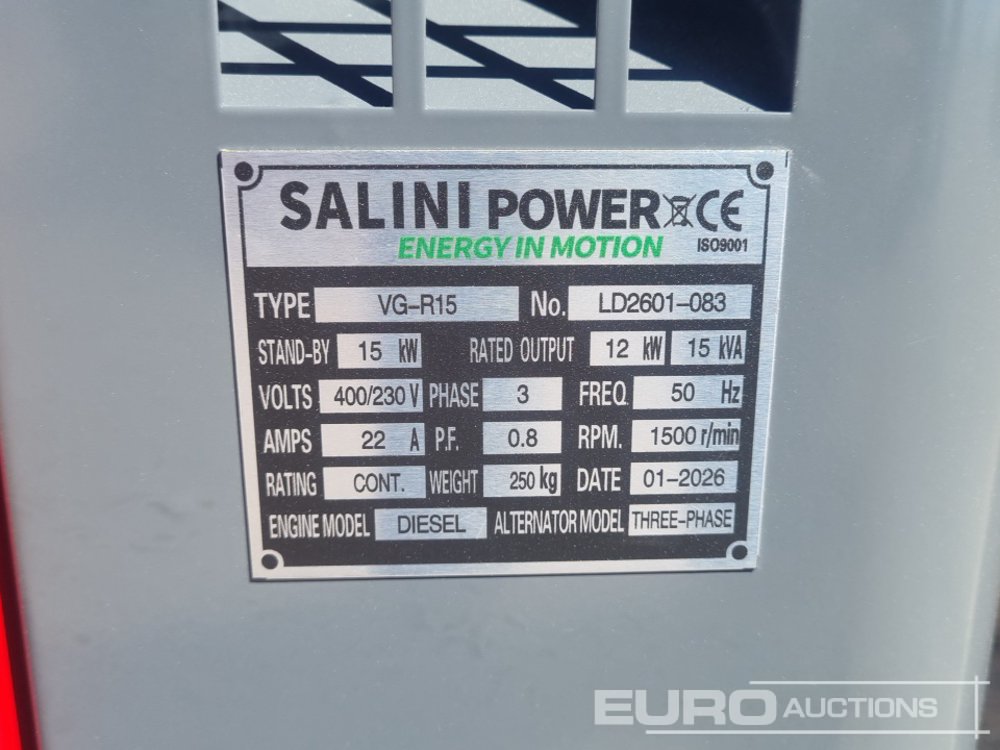 SALINI POWER CE
ENERGY IN MOTION ISO9001
TYPE VG-R15 No. LD2601-083
STAND-BY 15 kW RATED OUTPUT 12 kW 15 kVA
VOLTS 400/230 V PHASE 3 FREQ 50 Hz
AMPS 22 A P.F. 0.8 RPM. 1500 r/min
RATING CONT. WEIGHT 250 kg DATE 01-2026
ENGINE MODEL DIESEL ALTERNATOR MODEL THREE-PHASE
EURO AUCTIONS